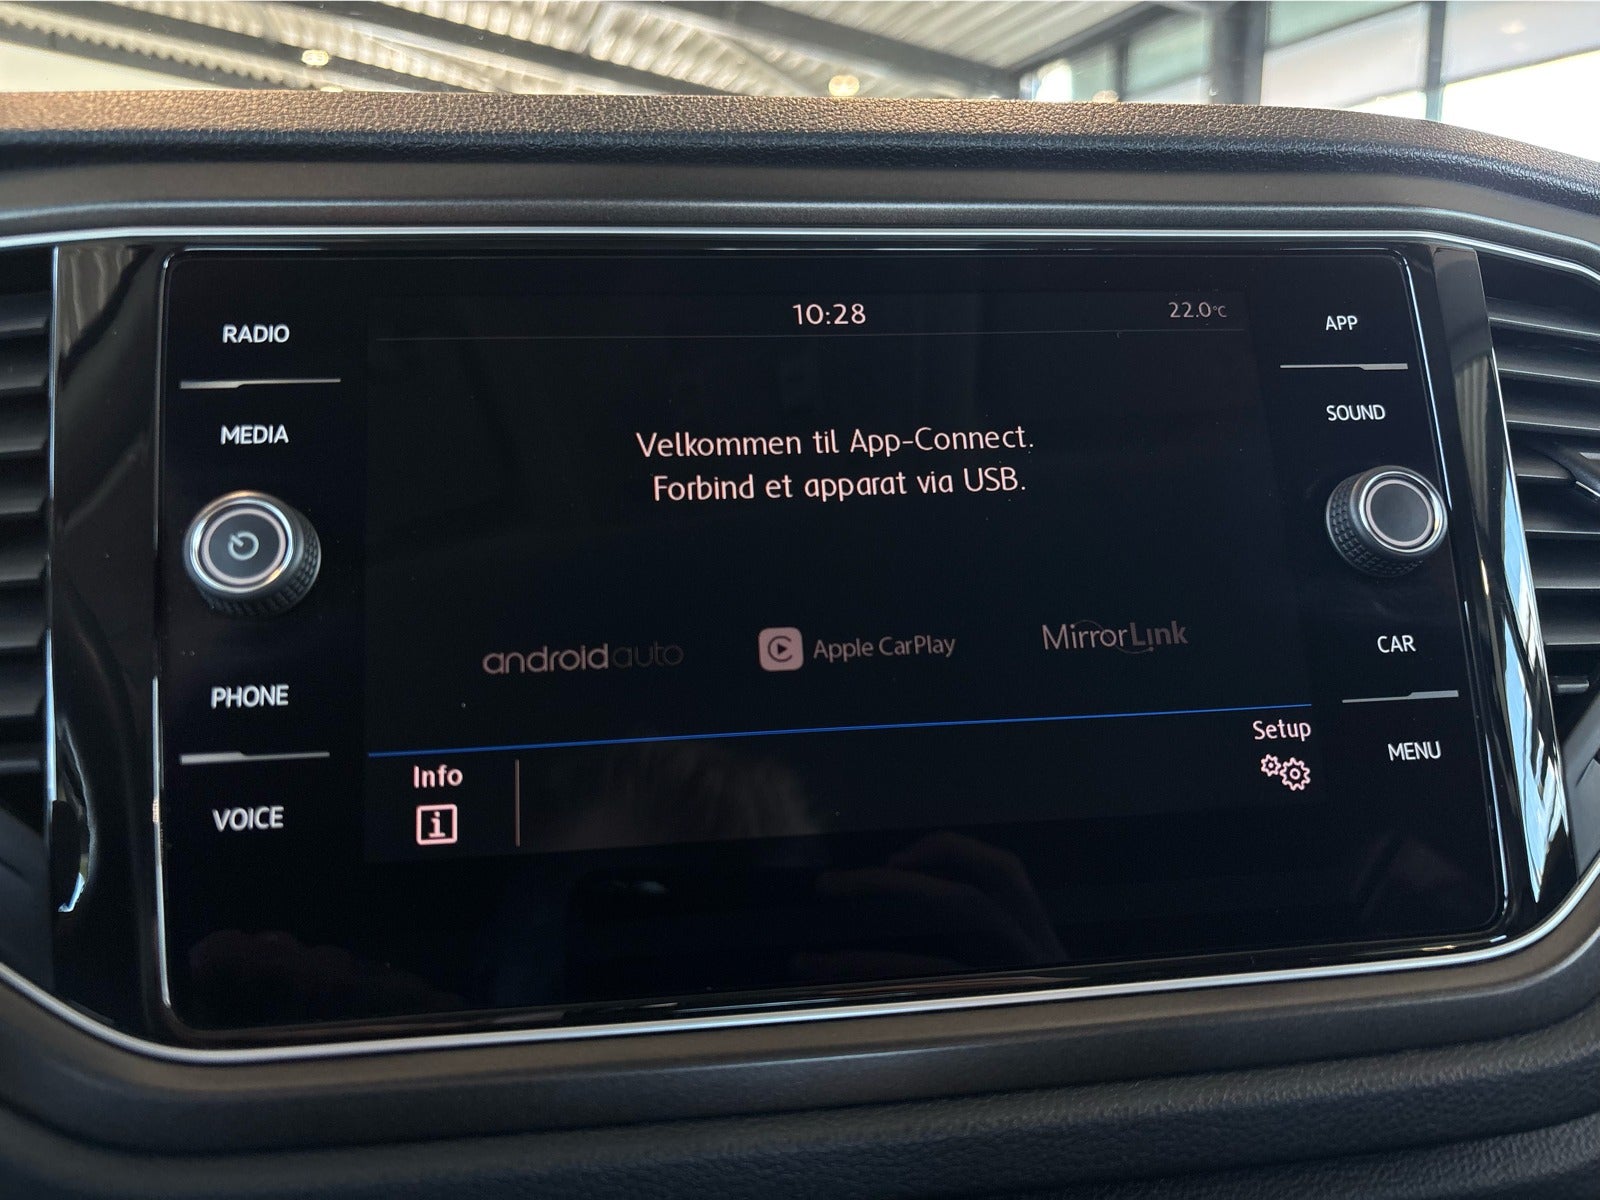 RADIO
MEDIA
PHONE
VOICE
10:28
22.0°C
Velkommen til App-Connect.
Forbind et apparat via USB.
androidauto
Apple CarPlay
MirrorLink
Info
Setup
APP
SOUND
CAR
MENU